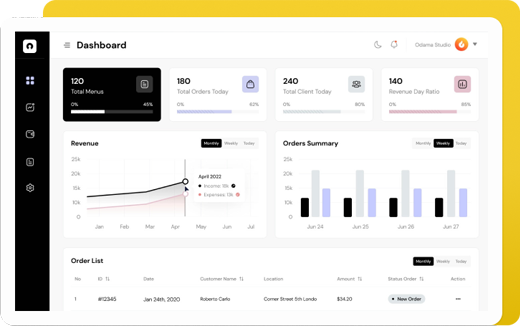 Dashboard
Odama Studio
120
Total Menus
0% 45%
180
Total Orders Today
0% 62%
240
Total Client Today
0% 80%
140
Revenue Day Ratio
0% 85%
Revenue
Monthly Weekly Today
25k
20k
15k
10k
0
Jan Feb Mar Apr May Jun Jul
April 2022
Income: 18k
Expenses: 13k
Orders Summary
Monthly Weekly Today
25k
20k
15k
10k
0
Jun 24 Jun 25 Jun 26 Jun 27
Order List
Monthly Weekly Today
No ID Date Customer Name Location Amount Status Order Action
1 #12345 Jan 24th, 2020 Roberto Carlo Corner Street 5th Londo $34.20 New Order